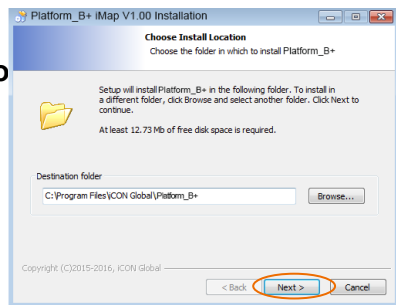 Platform_B+ iMap V1.00 Installation
Choose Install Location
Choose the folder in which to install Platform_B+
Setup will install Platform_B+ in the following folder. To install in
a different folder, click Browse and select another folder. Click Next to
continue.
At least 12.73 Mb of free disk space is required.
Destination folder
C:\Program Files\iCON Global\Platform_B+
Browse...
Copyright (C)2015-2016, iCON Global
< Back
Next >
Cancel